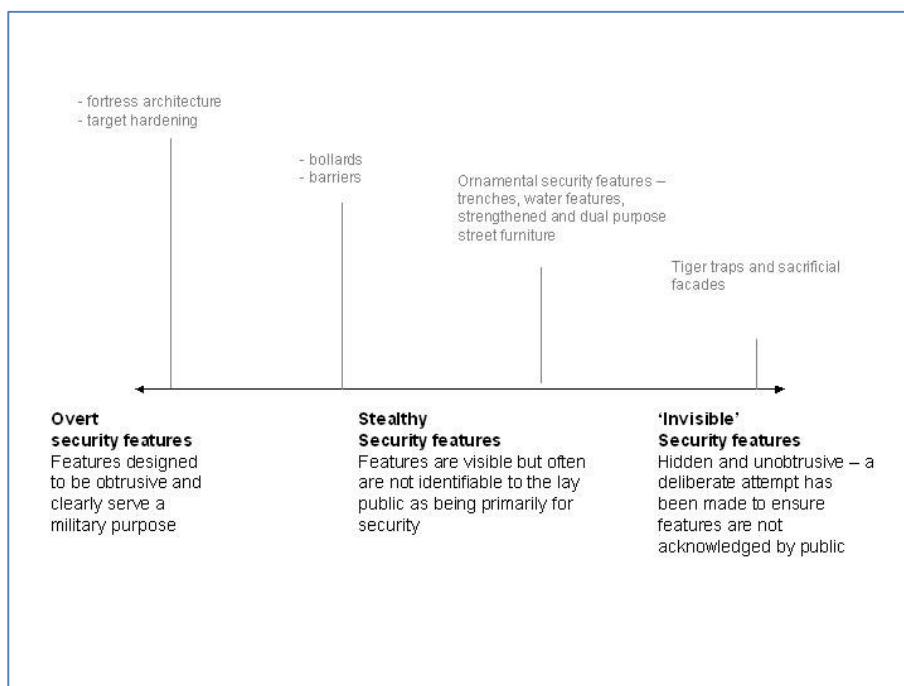 - fortress architecture
- target hardening
- bollards
- barriers
Ornamental security features –
trenches, water features,
strengthened and dual purpose
street furniture
Tiger traps and sacrificial
facades
Overt
security features
Features designed
to be obtrusive and
clearly serve a
military purpose
Stealthy
Security features
Features are visible but often
are not identifiable to the lay
public as being primarily for
security
‘Invisible’
Security features
Hidden and unobtrusive – a
deliberate attempt has
been made to ensure
features are not
acknowledged by public